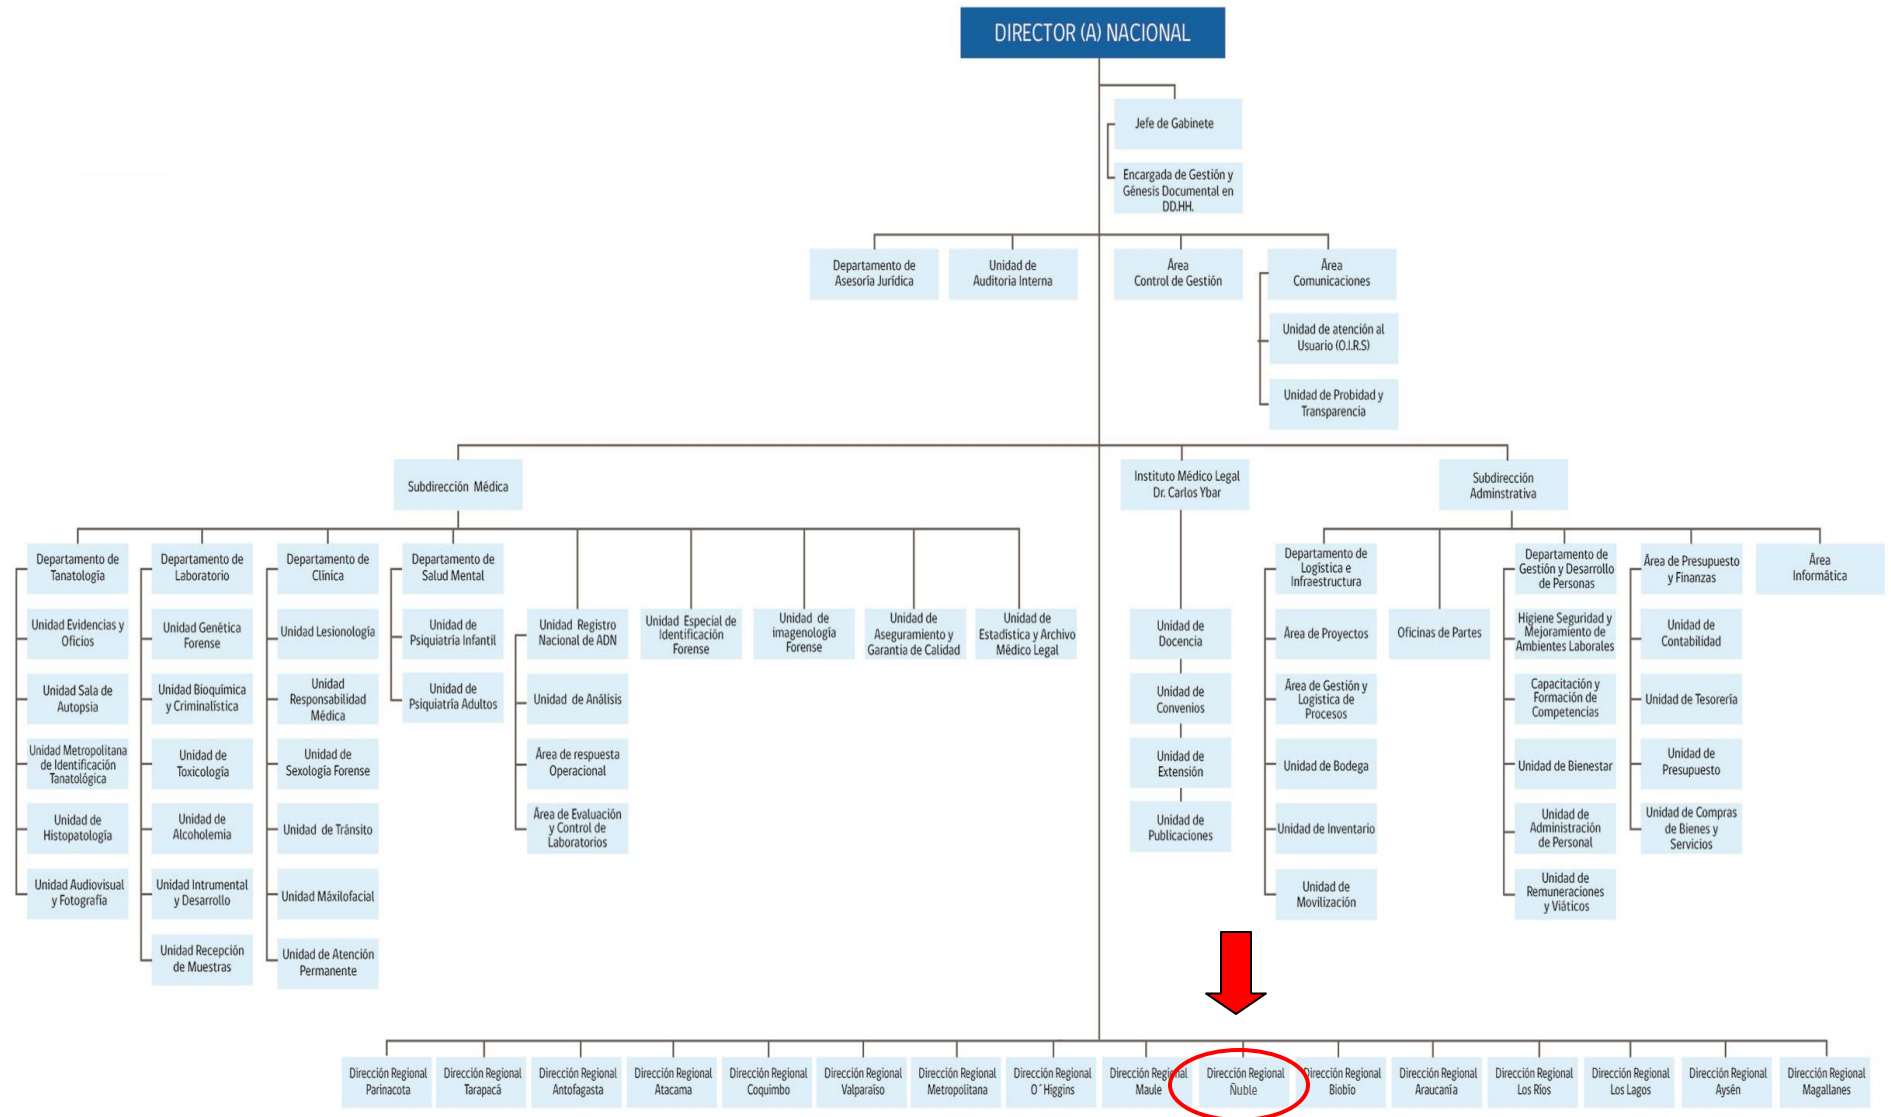 DIRECTOR (A) NACIONAL
Jefe de Gabinete
Encargada de Gestión y
Génesis Documental en
DD.HH.
Departamento de
Asesoría Jurídica
Unidad de
Auditoria Interna
Área
Control de Gestión
Área
Comunicaciones
Unidad de atención al
Usuario (O.I.R.S)
Unidad de Probidad y
Transparencia
Subdirección Médica
Instituto Médico Legal
Dr. Carlos Ybar
Subdirección
Adminstrativa
Departamento de
Tanatología
Unidad Evidencias y
Oficios
Unidad Sala de
Autopsia
Unidad Metropolitana
de Identificación
Tanatológica
Unidad de
Histopatología
Unidad Audiovisual
y Fotografía
Departamento de
Laboratorio
Unidad Genética
Forense
Unidad Bioquímica
y Criminalística
Unidad de
Toxicología
Unidad de
Alcoholemia
Unidad Intrumental
y Desarrollo
Unidad Recepción
de Muestras
Departamento de
Clínica
Unidad Lesionología
Unidad
Responsabilidad
Médica
Unidad de
Sexología Forense
Unidad de Tránsito
Unidad Máxilofacial
Unidad de Atención
Permanente
Departamento de
Salud Mental
Unidad de
Psiquiatría Infantil
Unidad de
Psiquiatría Adultos
Unidad Registro
Nacional de ADN
Unidad de Análisis
Área de respuesta
Operacional
Área de Evaluación
y Control de
Laboratorios
Unidad Especial de
Identificación
Forense
Unidad de
imagenología
Forense
Unidad de
Aseguramiento y
Garantía de Calidad
Unidad de
Estadística y Archivo
Médico Legal
Unidad de
Docencia
Unidad de
Convenios
Unidad de
Extensión
Unidad de
Publicaciones
Departamento de
Logística e
Infraestructura
Área de Proyectos
Área de Gestión y
Logística de
Procesos
Unidad de Bodega
Unidad de Inventario
Unidad de
Movilización
Oficinas de Partes
Departamento de
Gestión y Desarrollo
de Personas
Higiene Seguridad y
Mejoramiento de
Ambientes Laborales
Capacitación y
Formación de
Competencias
Unidad de Bienestar
Unidad de
Administración
de Personal
Unidad de
Remuneraciones
y Viáticos
Área de Presupuesto
y Finanzas
Unidad de
Contabilidad
Unidad de Tesorería
Unidad de
Presupuesto
Unidad de Compras
de Bienes y
Servicios
Área
Informática
Dirección Regional
Parinacota
Dirección Regional
Tarapacá
Dirección Regional
Antofagasta
Dirección Regional
Atacama
Dirección Regional
Coquimbo
Dirección Regional
Valparaíso
Dirección Regional
Metropolitana
Dirección Regional
O´Higgins
Dirección Regional
Maule
Dirección Regional
Ñuble
Dirección Regional
Biobío
Dirección Regional
Araucanía
Dirección Regional
Los Ríos
Dirección Regional
Los Lagos
Dirección Regional
Aysén
Dirección Regional
Magallanes